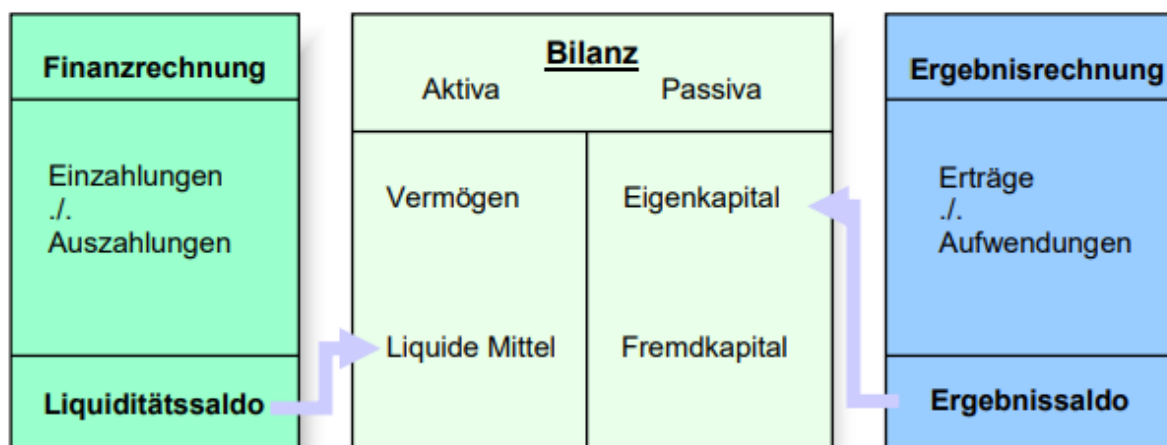 Finanzrechnung
Einzahlungen
./.
Auszahlungen
Liquiditätssaldo
Bilanz
Aktiva Passiva
Vermögen Eigenkapital
Liquide Mittel Fremdkapital
Ergebnisrechnung
Erträge
./.
Aufwendungen
Ergebnissaldo